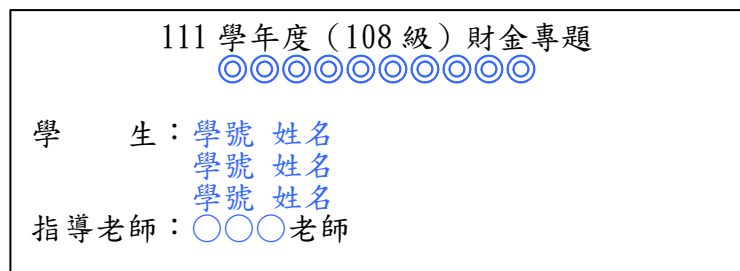 111 學年度（108 級）財金專題
◎◎◎◎◎◎◎◎◎◎
學　　生：學號 姓名
學號 姓名
學號 姓名
指導老師：○○○老師